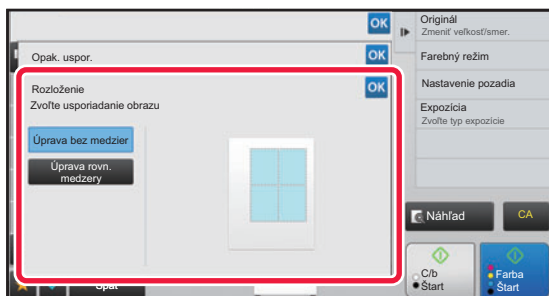 OK
Opak. uspor.
OK
Rozloženie
OK
Zvoľte usporiadanie obrazu
Úprava bez medzier
Úprava rovn.
medzery
Originál
Zmeniť veľkosť/smer.
Farebný režim
Nastavenie pozadia
Expozícia
Zvoľte typ expozície
Náhľad
CA
C/b
Štart
Farba
Štart